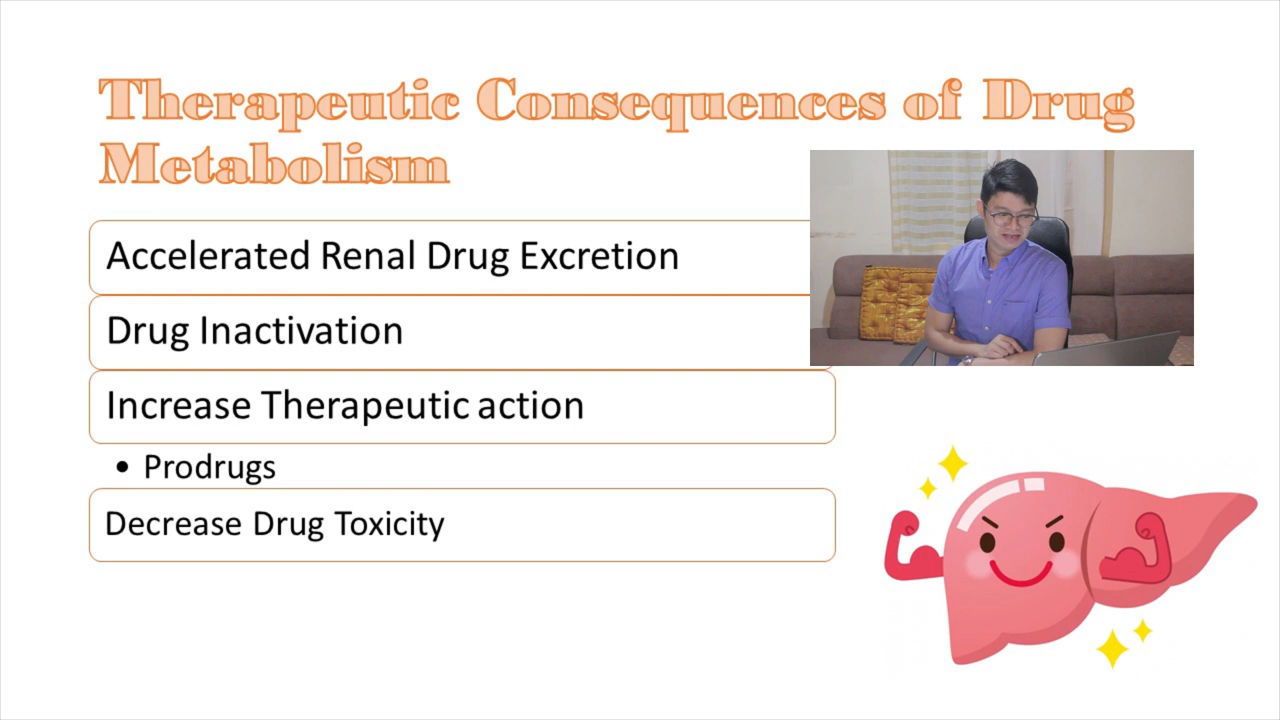 Therapeutic Consequences of Drug
Metabolism
Accelerated Renal Drug Excretion
Drug Inactivation
Increase Therapeutic action
• Prodrugs
Decrease Drug Toxicity